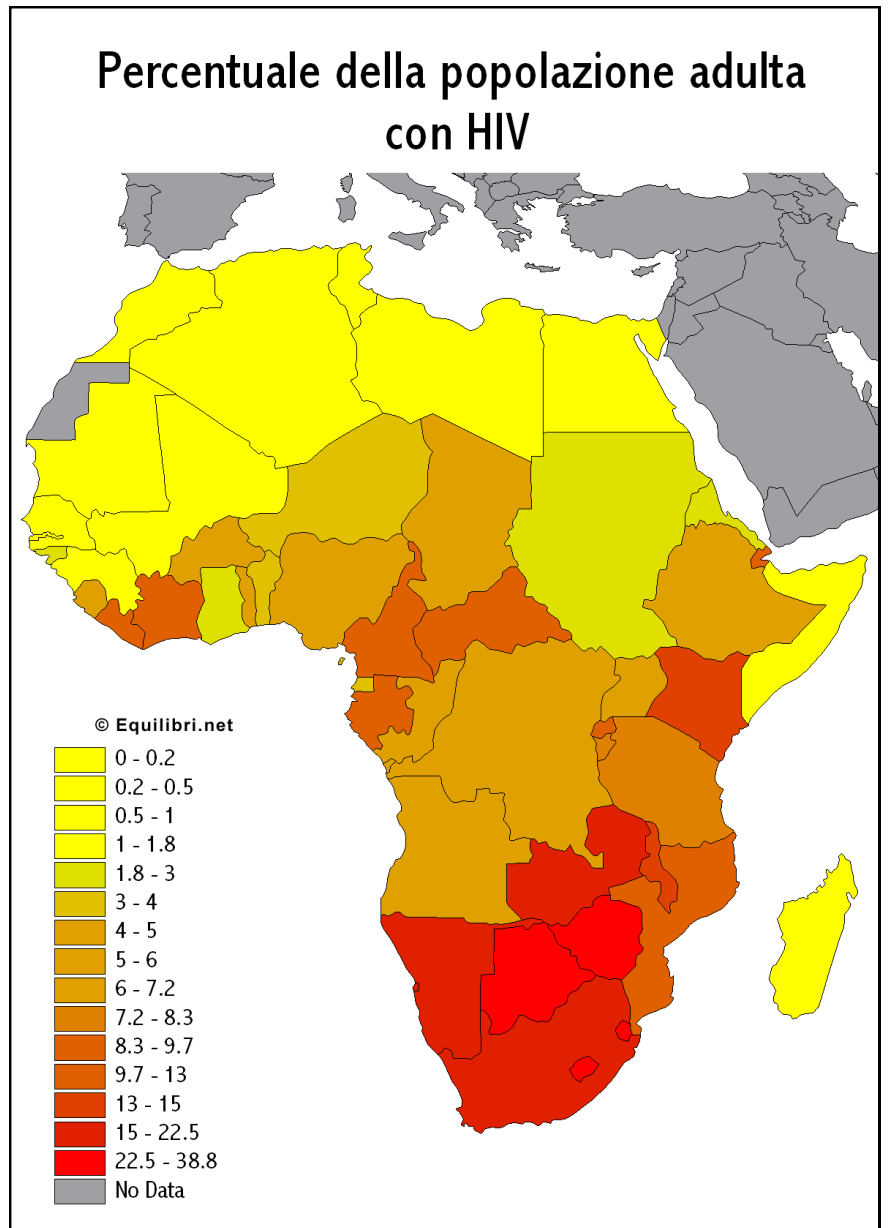 Percentuale della popolazione adulta
con HIV
© Equilibri.net
0 - 0.2
0.2 - 0.5
0.5 - 1
1 - 1.8
1.8 - 3
3 - 4
4 - 5
5 - 6
6 - 7.2
7.2 - 8.3
8.3 - 9.7
9.7 - 13
13 - 15
15 - 22.5
22.5 - 38.8
No Data